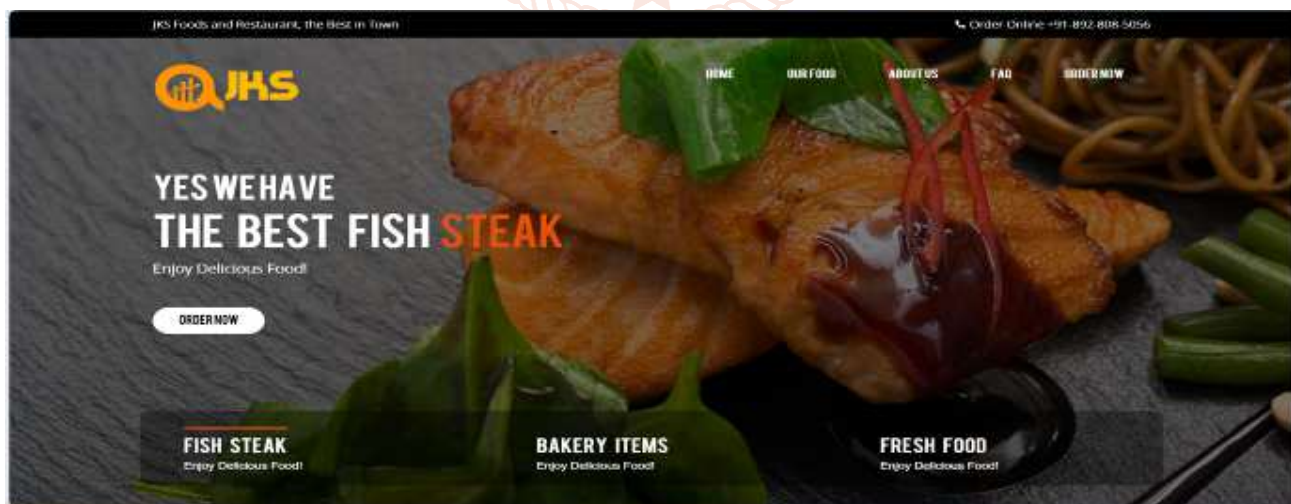 JKS Foods and Restaurant, the Best in Town
Order Online +91-892-808-5056
JKS
HOME OUR FOOD ABOUT US FAQ ORDER NOW
YES WE HAVE
THE BEST FISH STEAK
Enjoy Delicious Food!
ORDER NOW
FISH STEAK
Enjoy Delicious Food!
BAKERY ITEMS
Enjoy Delicious Food!
FRESH FOOD
Enjoy Delicious Food!